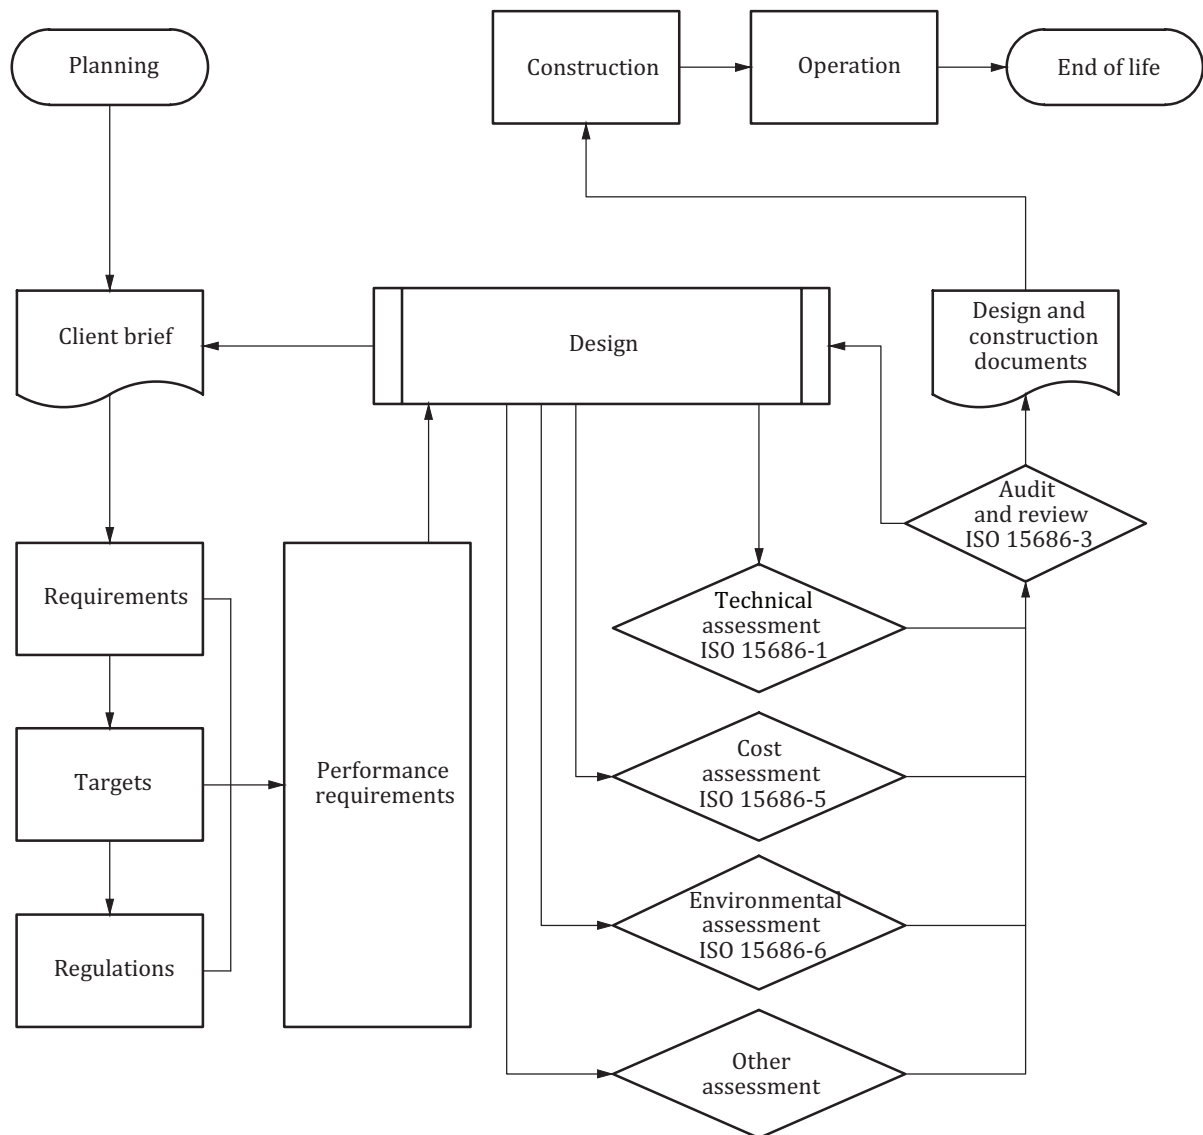 Planning
Construction
Operation
End of life
Client brief
Design
Design and
construction
documents
Audit
and review
ISO 15686-3
Requirements
Technical
assessment
ISO 15686-1
Targets
Performance
requirements
Cost
assessment
ISO 15686-5
Regulations
Environmental
assessment
ISO 15686-6
Other
assessment